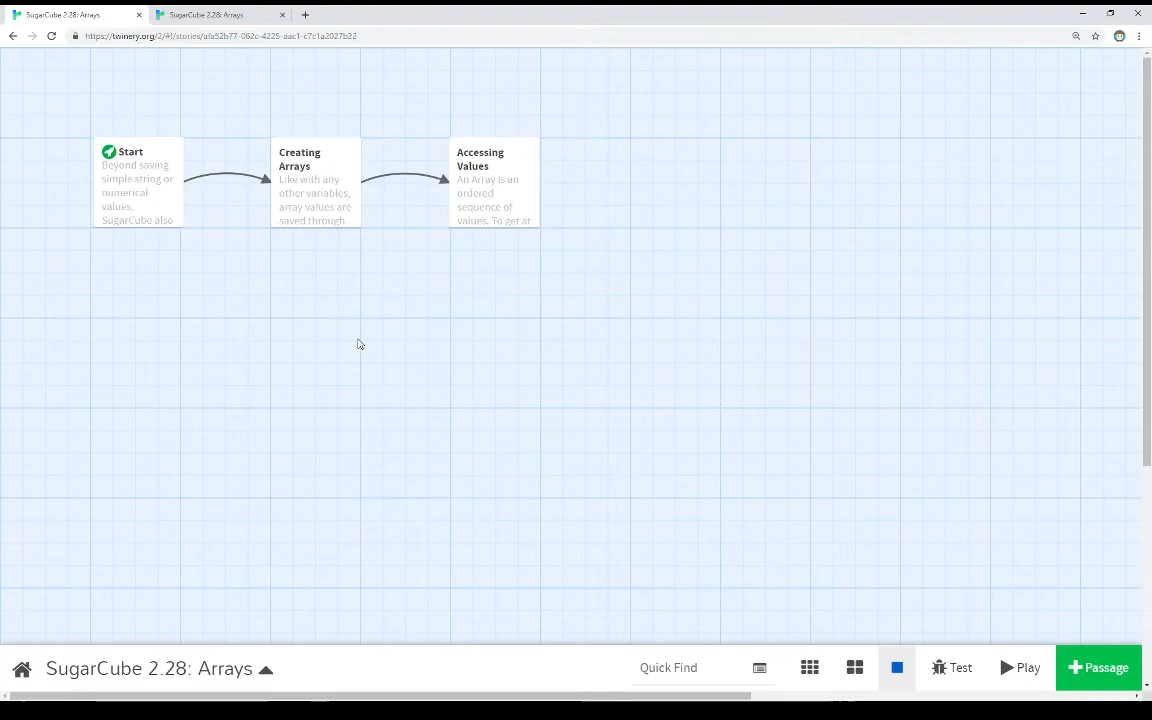 SugarCube 2.28: Arrays
SugarCube 2.28: Arrays
https://twinery.org/2/#!/stories/afa52b77-062c-4225-aac1-c7c1a2027b22
Start
Beyond saving
simple string or
numerical
values,
SugarCube also
Creating
Arrays
Like with any
other variables,
array values are
saved through
Accessing
Values
An Array is an
ordered
sequence of
values. To get at
SugarCube 2.28: Arrays
Quick Find
Test
Play
Passage